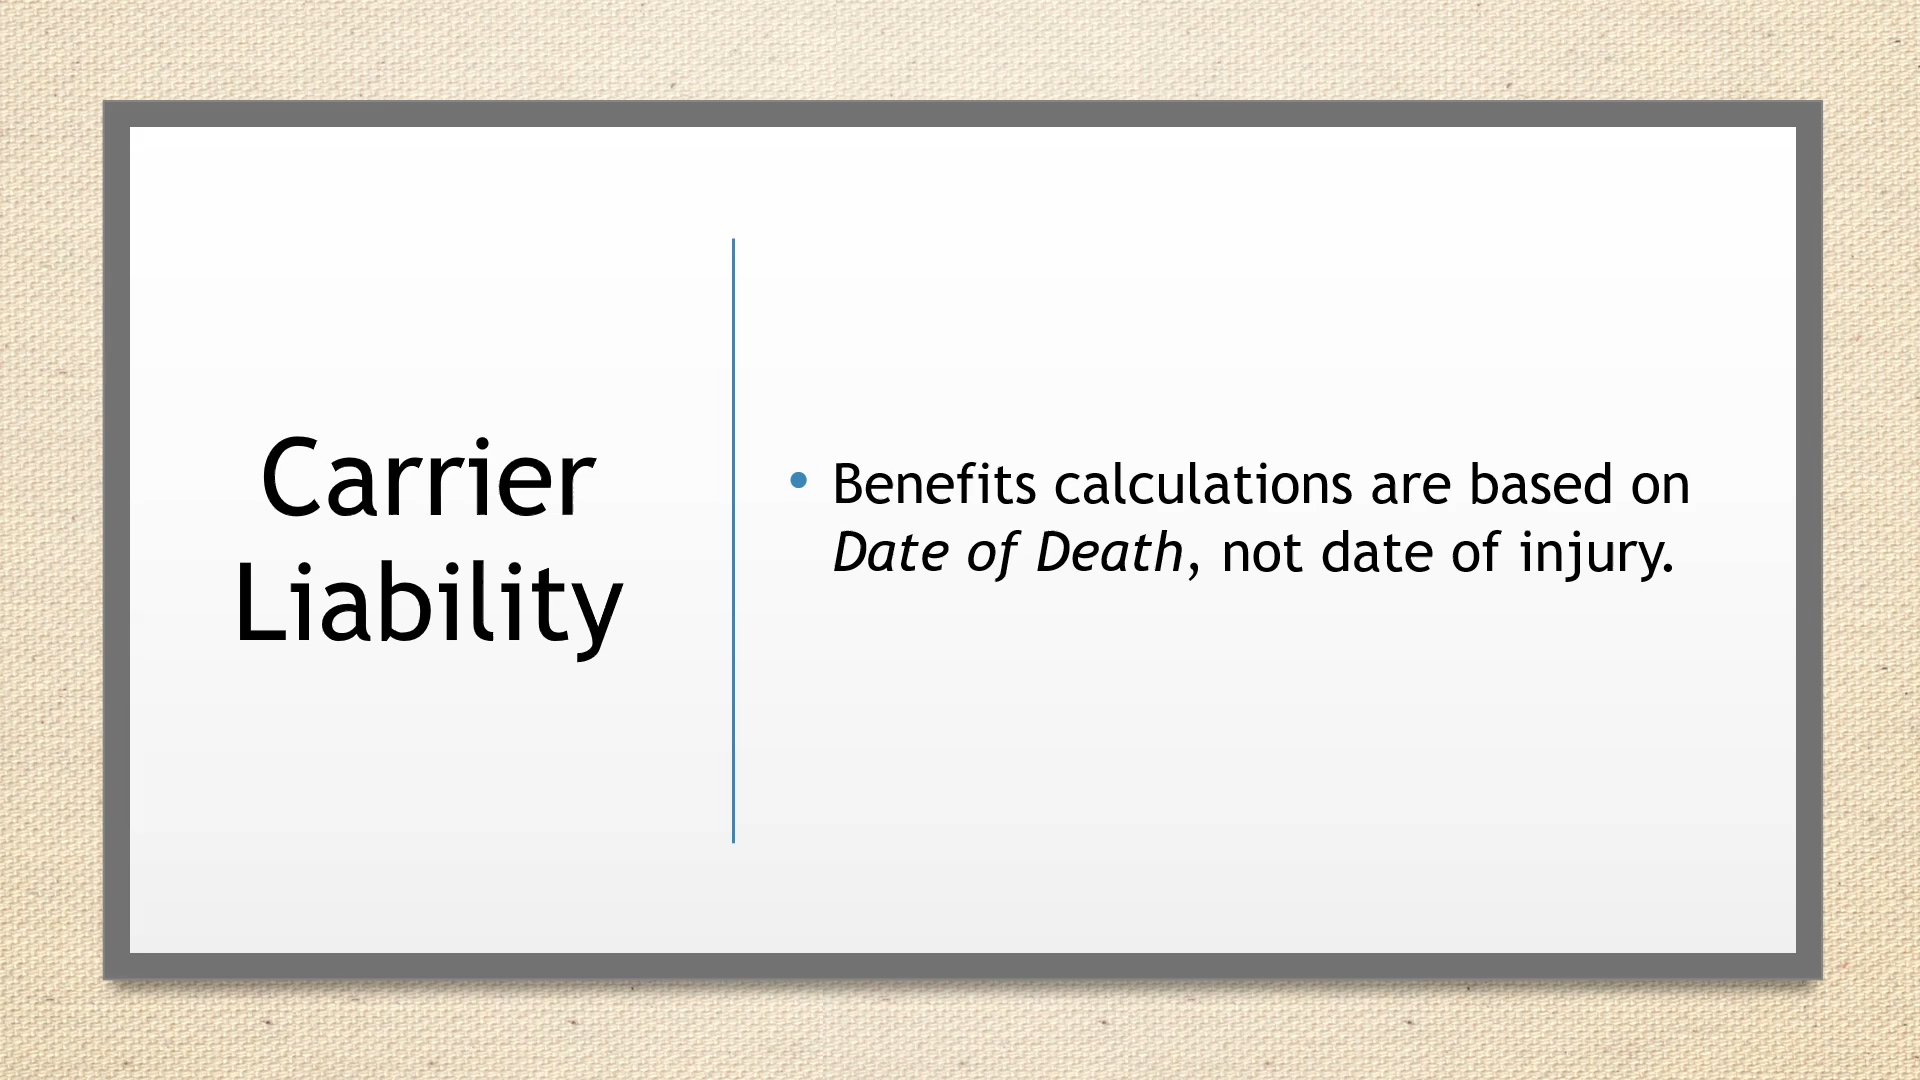 Carrier
Liability
• Benefits calculations are based on
Date of Death, not date of injury.